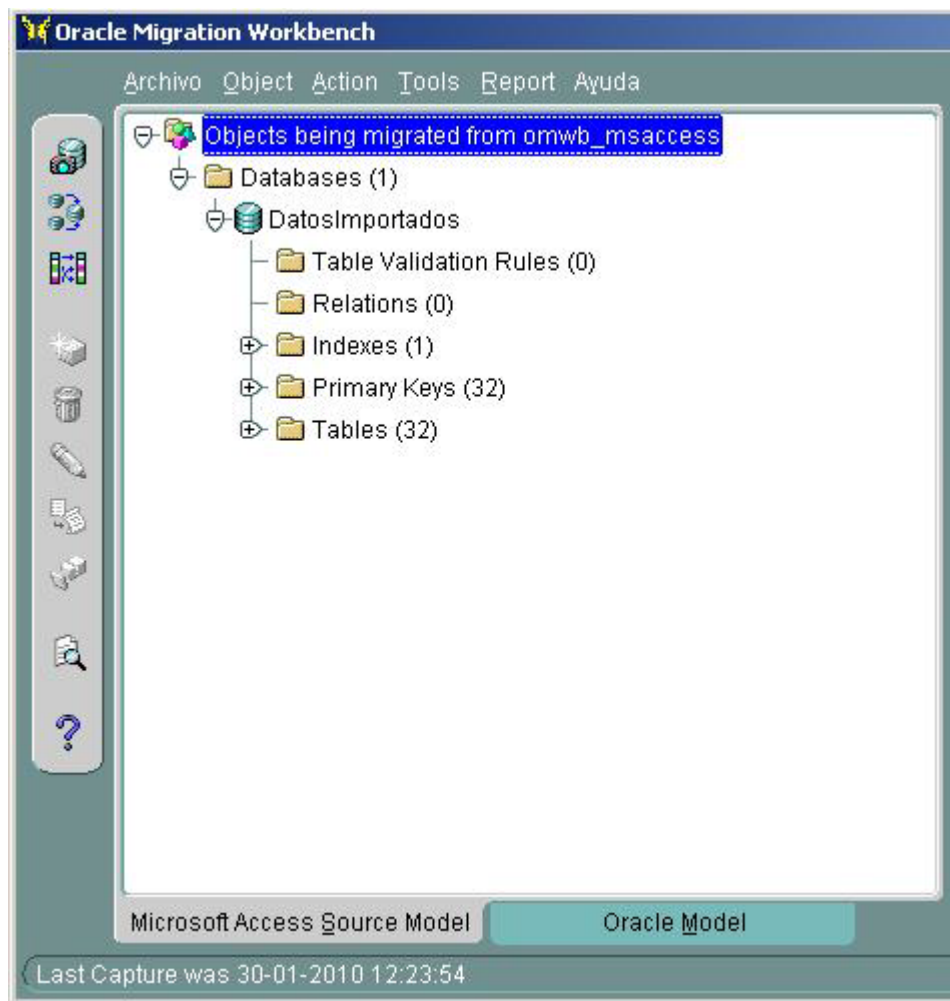 Oracle Migration Workbench
Archivo Object Action Tools Report Ayuda
Objects being migrated from omwb_msaccess
Databases (1)
DatosImportados
Table Validation Rules (0)
Relations (0)
Indexes (1)
Primary Keys (32)
Tables (32)
Microsoft Access Source Model Oracle Model
Last Capture was 30-01-2010 12:23:54